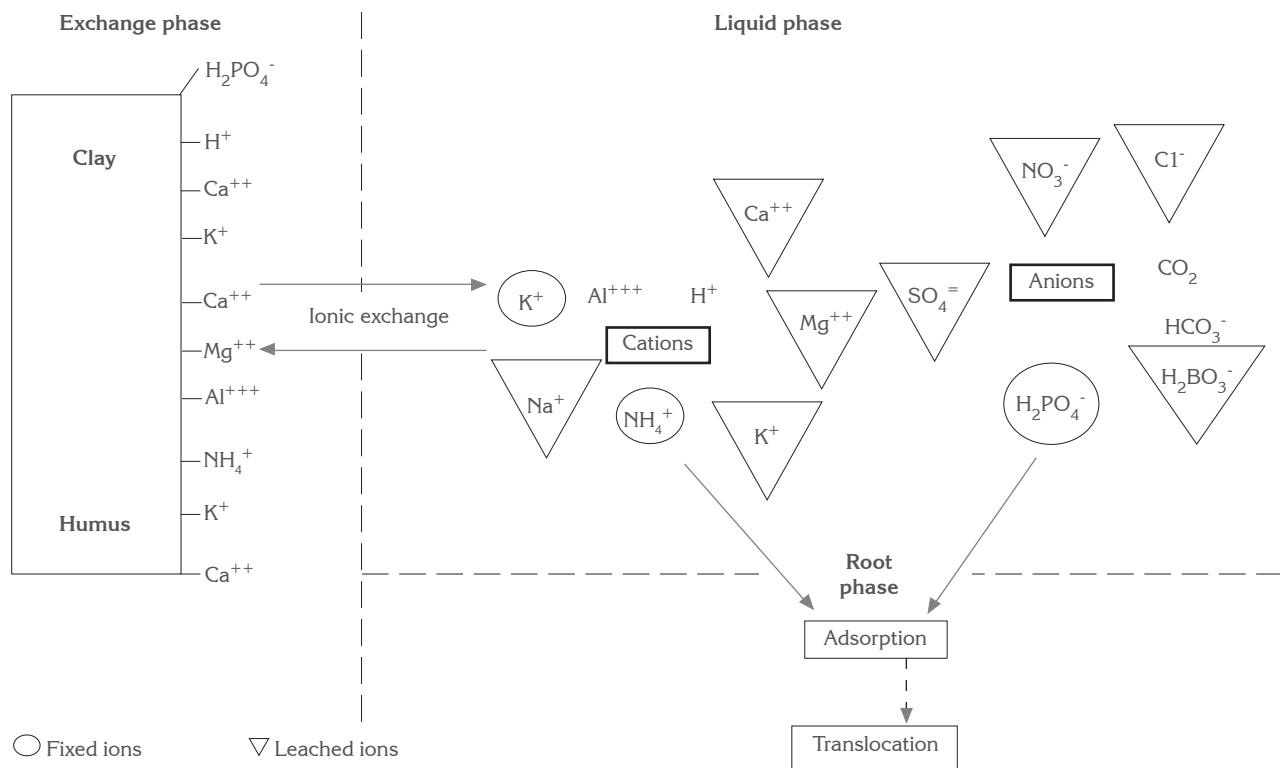 Exchange phase
Liquid phase
H₂PO₄⁻
Clay
H⁺
Ca⁺⁺
K⁺
Ca⁺⁺
Mg⁺⁺
Al⁺⁺⁺
NH₄⁺
Humus
K⁺
Ca⁺⁺
Ionic exchange
K⁺
Al⁺⁺⁺
H⁺
Ca⁺⁺
Mg⁺⁺
Cations
Na⁺
NH₄⁺
K⁺
NO₃⁻
C1⁻
SO₄⁼
Anions
CO₂
HCO₃⁻
H₂BO₃⁻
H₂PO₄⁻
Root
phase
Adsorption
Translocation
Fixed ions
Leached ions